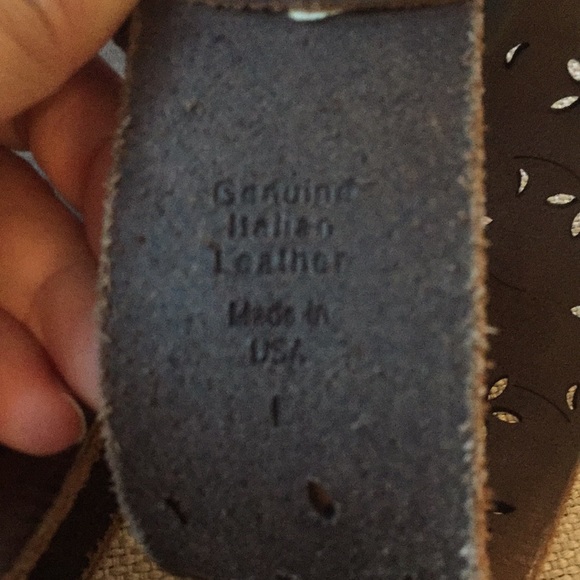 Genuine
Italian
Leather
Made in
USA